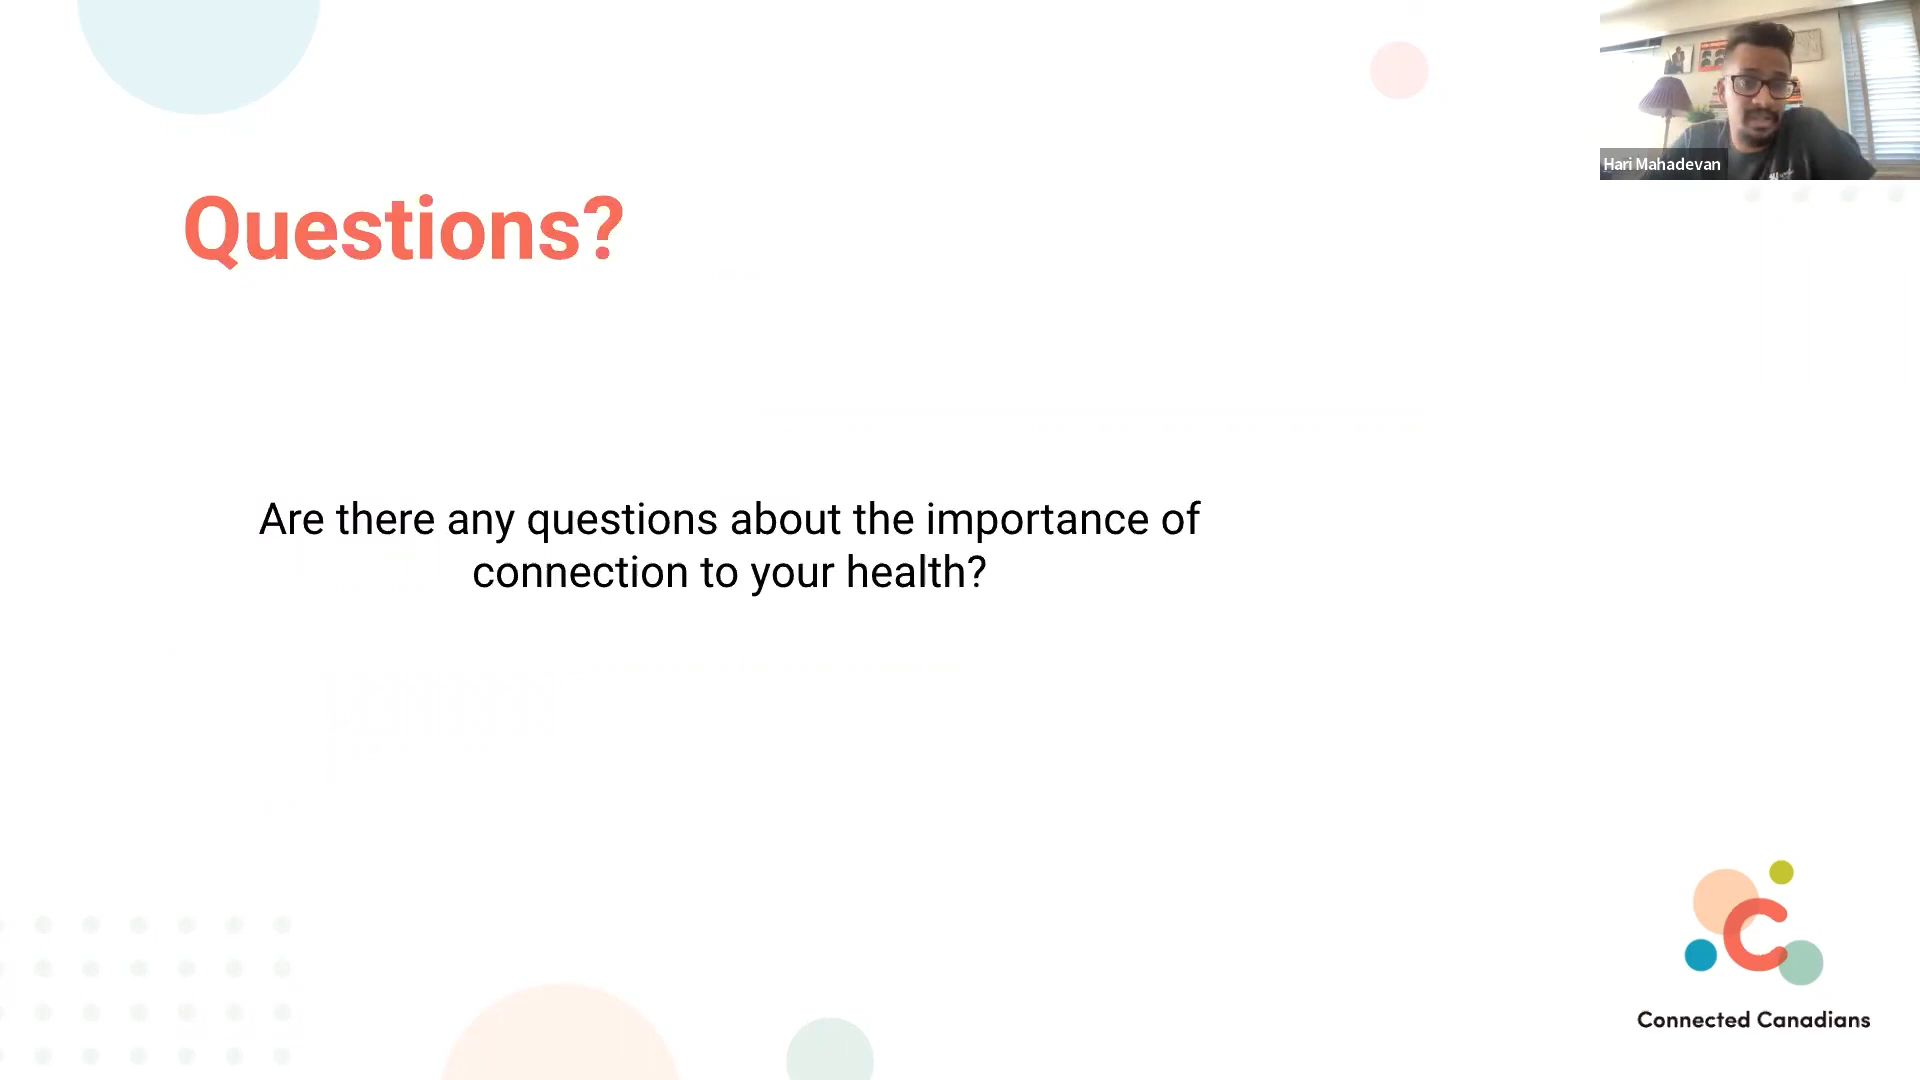 Hari Mahadevan
Questions?
Are there any questions about the importance of
connection to your health?
Connected Canadians